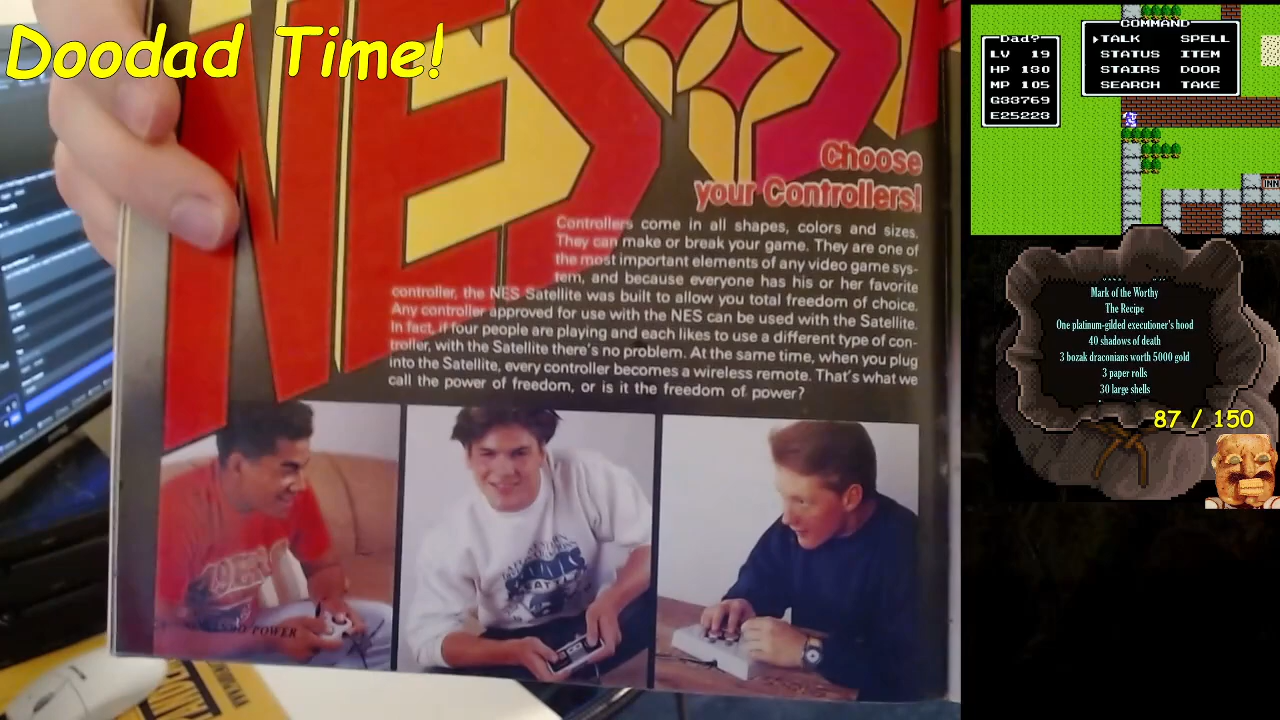 Doodad Time!
NES
Choose
your Controllers!
Controllers come in all shapes, colors and sizes.
They can make or break your game. They are one of
the most important elements of any video game sys-
tem, and because everyone has his or her favorite
controller, the NES Satellite was built to allow you total freedom of choice.
Any controller approved for use with the NES can be used with the Satellite.
In fact, if four people are playing and each likes to use a different type of con-
troller, with the Satellite there's no problem. At the same time, when you plug
into the Satellite, every controller becomes a wireless remote. That's what we
call the power of freedom, or is it the freedom of power?
49ERS
SEATTLE
NINTENDO POWER
Dad?
LV 19
HP 130
MP 105
G33769
E25223
COMMAND
TALK SPELL
STATUS ITEM
STAIRS DOOR
SEARCH TAKE
INN
Mark of the Worthy
The Recipe
One platinum-gilded executioner's hood
40 shadows of death
3 bozak draconians worth 5000 gold
3 paper rolls
30 large shells
87 / 150